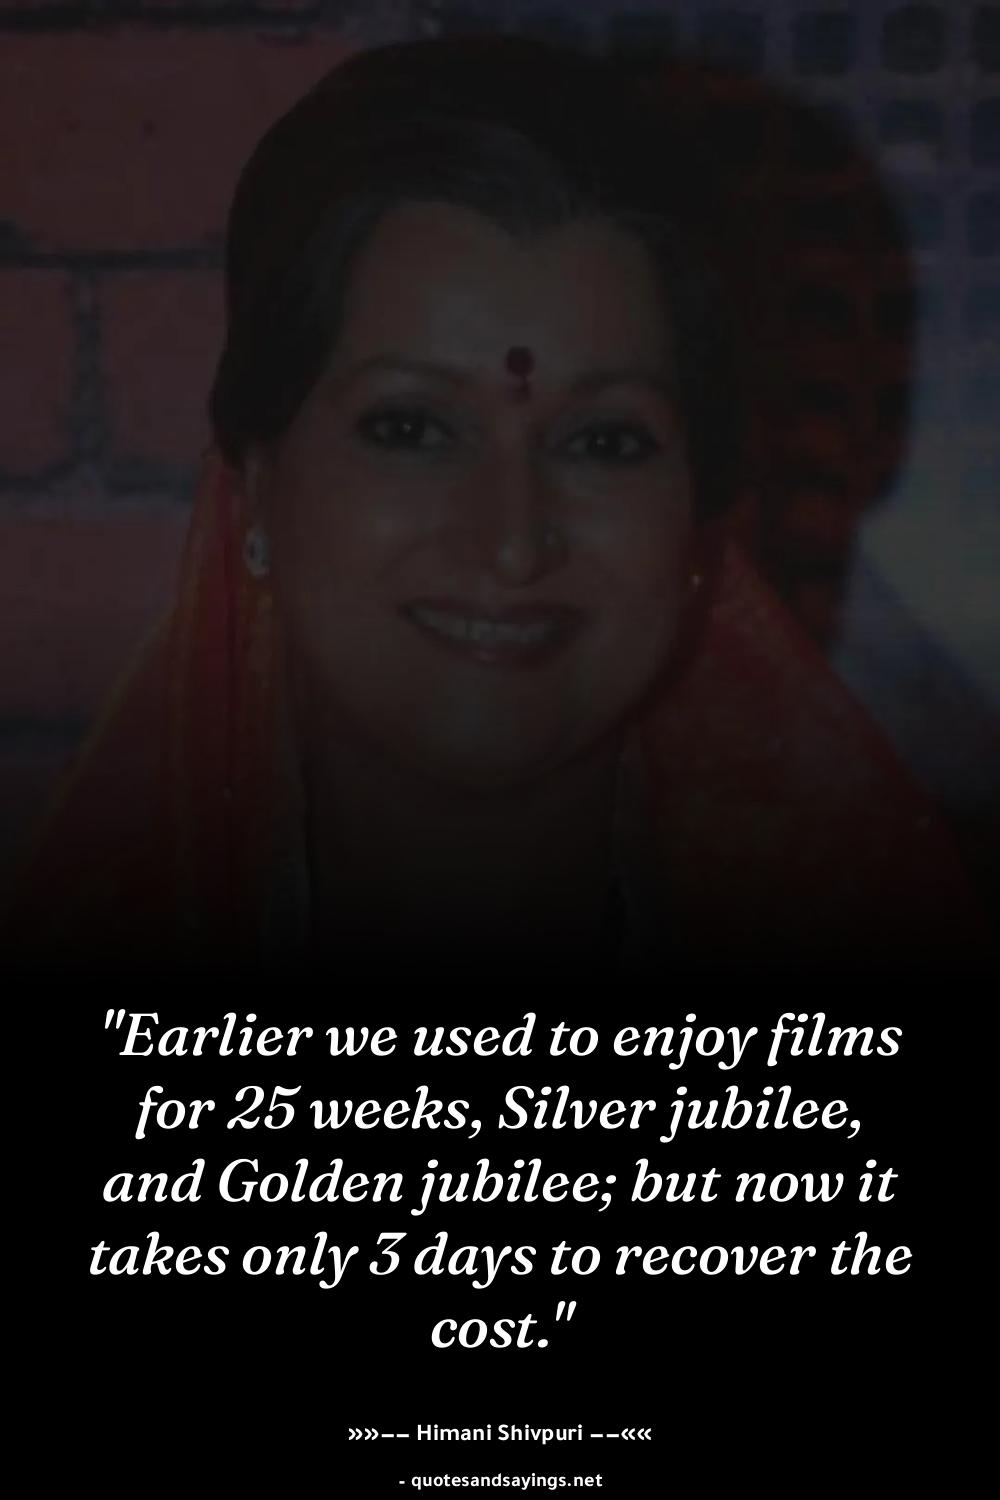 "Earlier we used to enjoy films
for 25 weeks, Silver jubilee,
and Golden jubilee; but now it
takes only 3 days to recover the
cost."
»»–– Himani Shivpuri ––««
- quotesandsayings.net